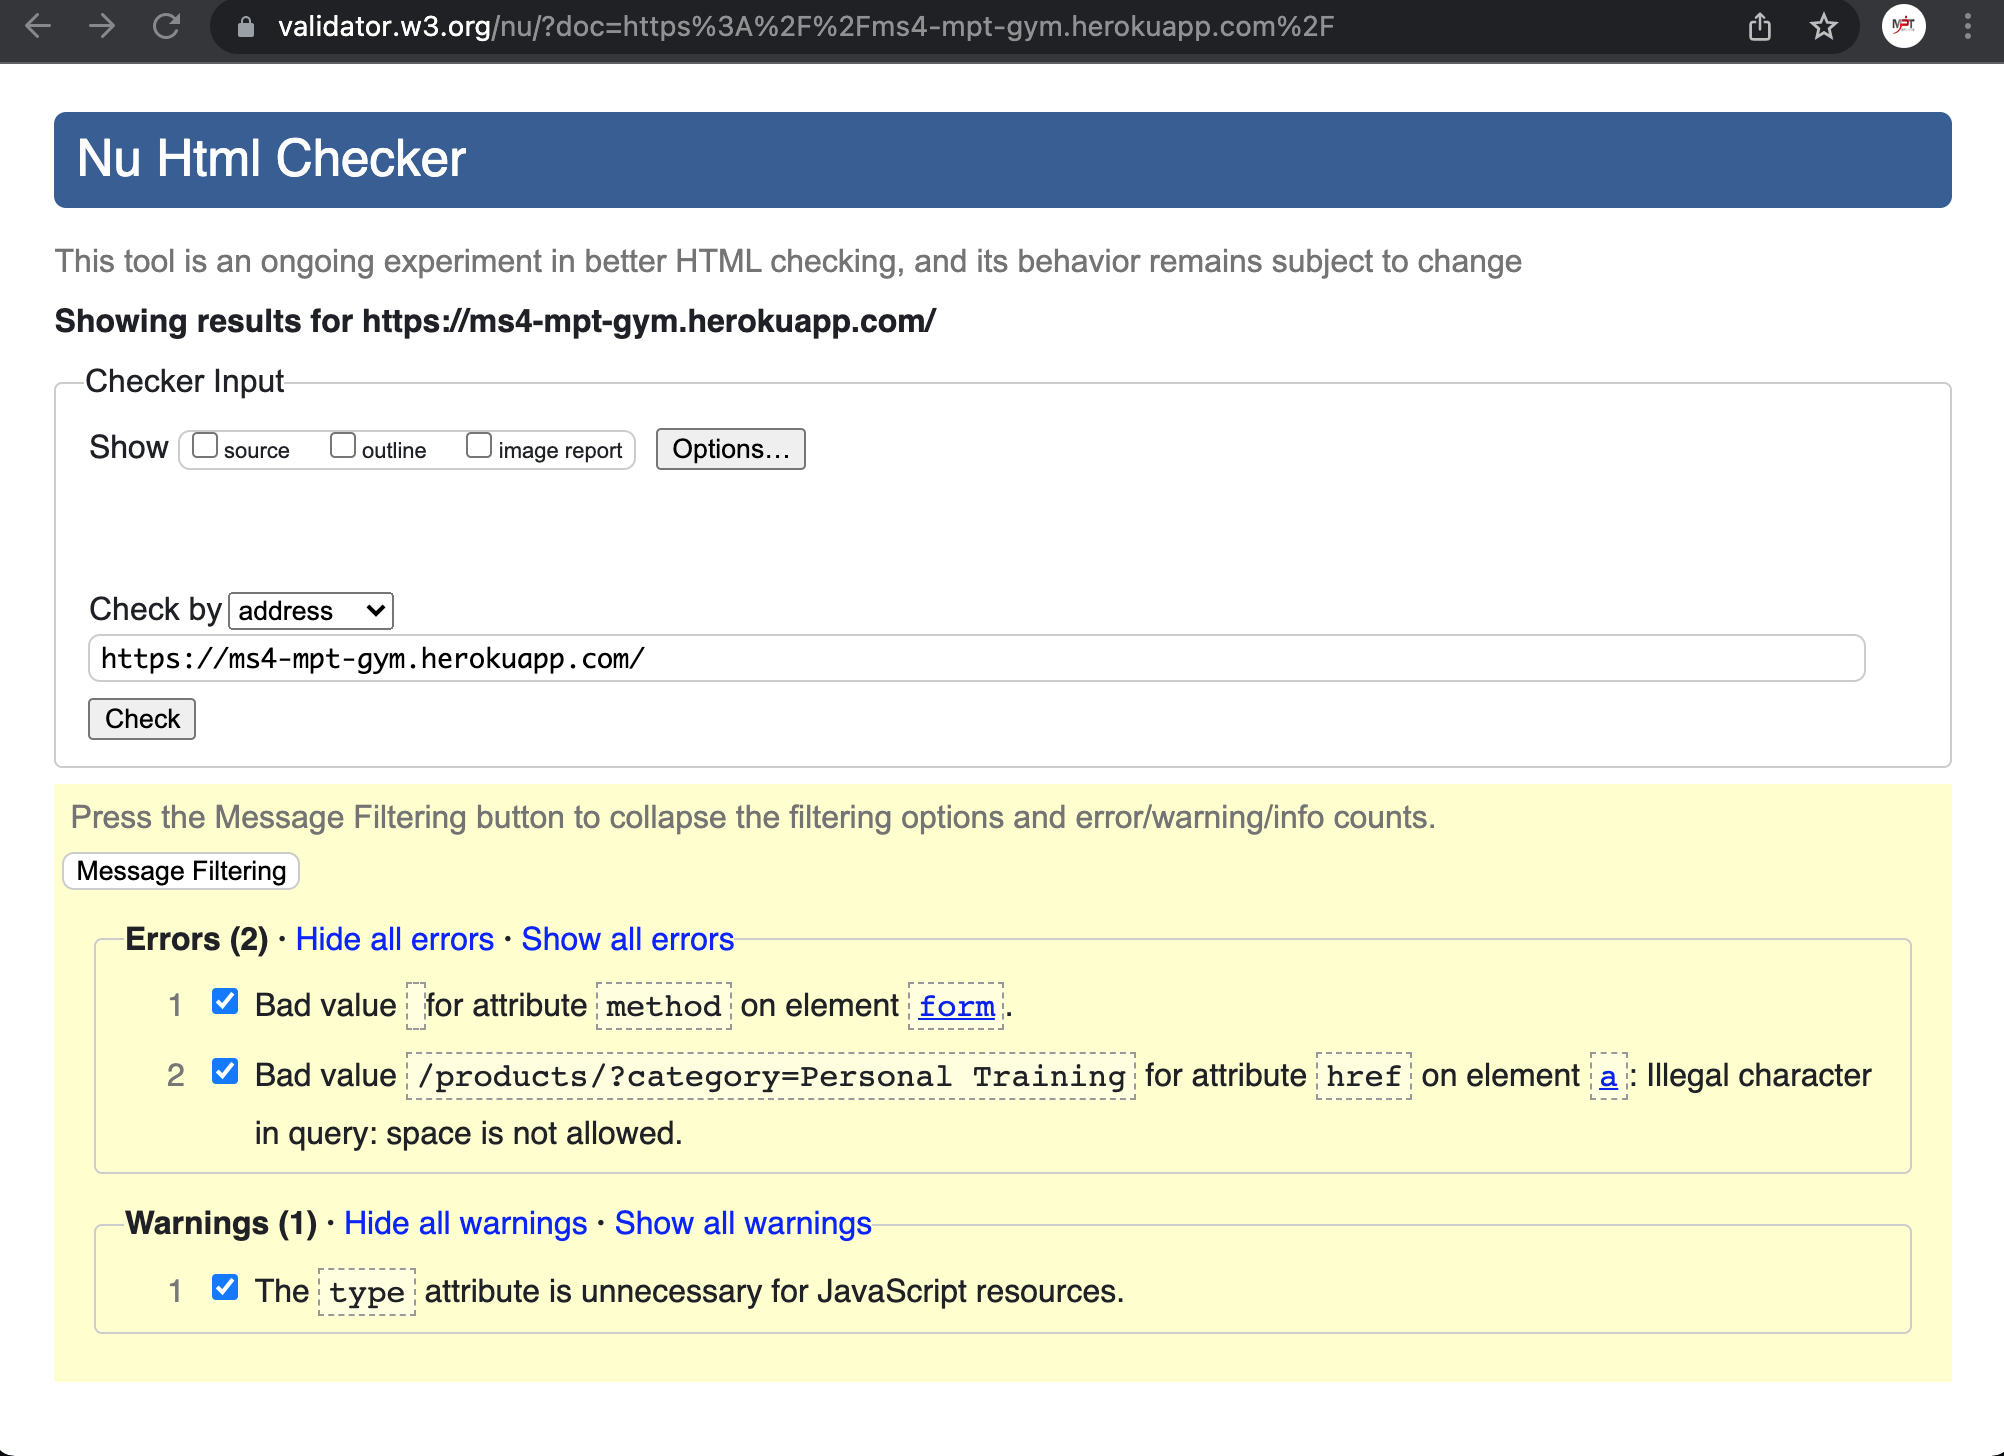 validator.w3.org/nu/?doc=https%3A%2F%2Fms4-mpt-gym.herokuapp.com%2F
MPT
Nu Html Checker
This tool is an ongoing experiment in better HTML checking, and its behavior remains subject to change
Showing results for https://ms4-mpt-gym.herokuapp.com/
Checker Input
Show source outline image report Options...
Check by address
https://ms4-mpt-gym.herokuapp.com/
Check
Press the Message Filtering button to collapse the filtering options and error/warning/info counts.
Message Filtering
Errors (2) · Hide all errors · Show all errors
1 Bad value for attribute method on element form.
2 Bad value /products/?category=Personal Training for attribute href on element a: Illegal character
in query: space is not allowed.
Warnings (1) · Hide all warnings · Show all warnings
1 The type attribute is unnecessary for JavaScript resources.